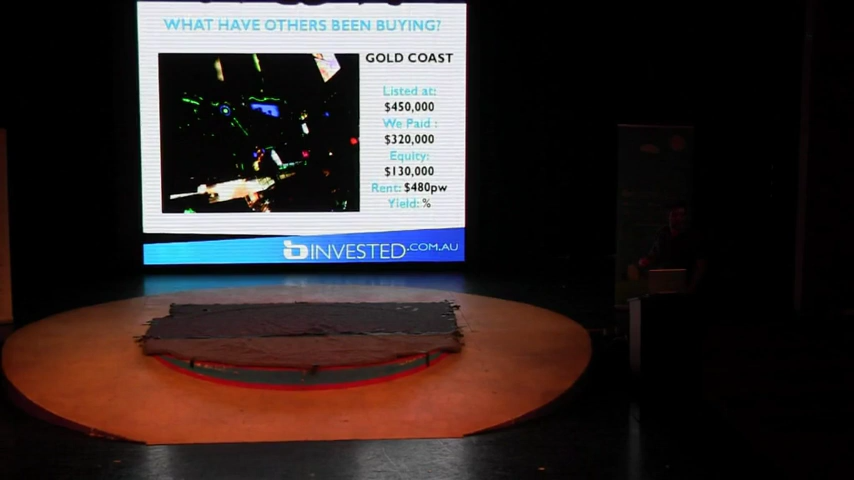 WHAT HAVE OTHERS BEEN BUYING?
GOLD COAST
Listed at:
$450,000
We Paid :
$320,000
Equity:
$130,000
Rent: $480pw
Yield: %
bINVESTED.COM.AU